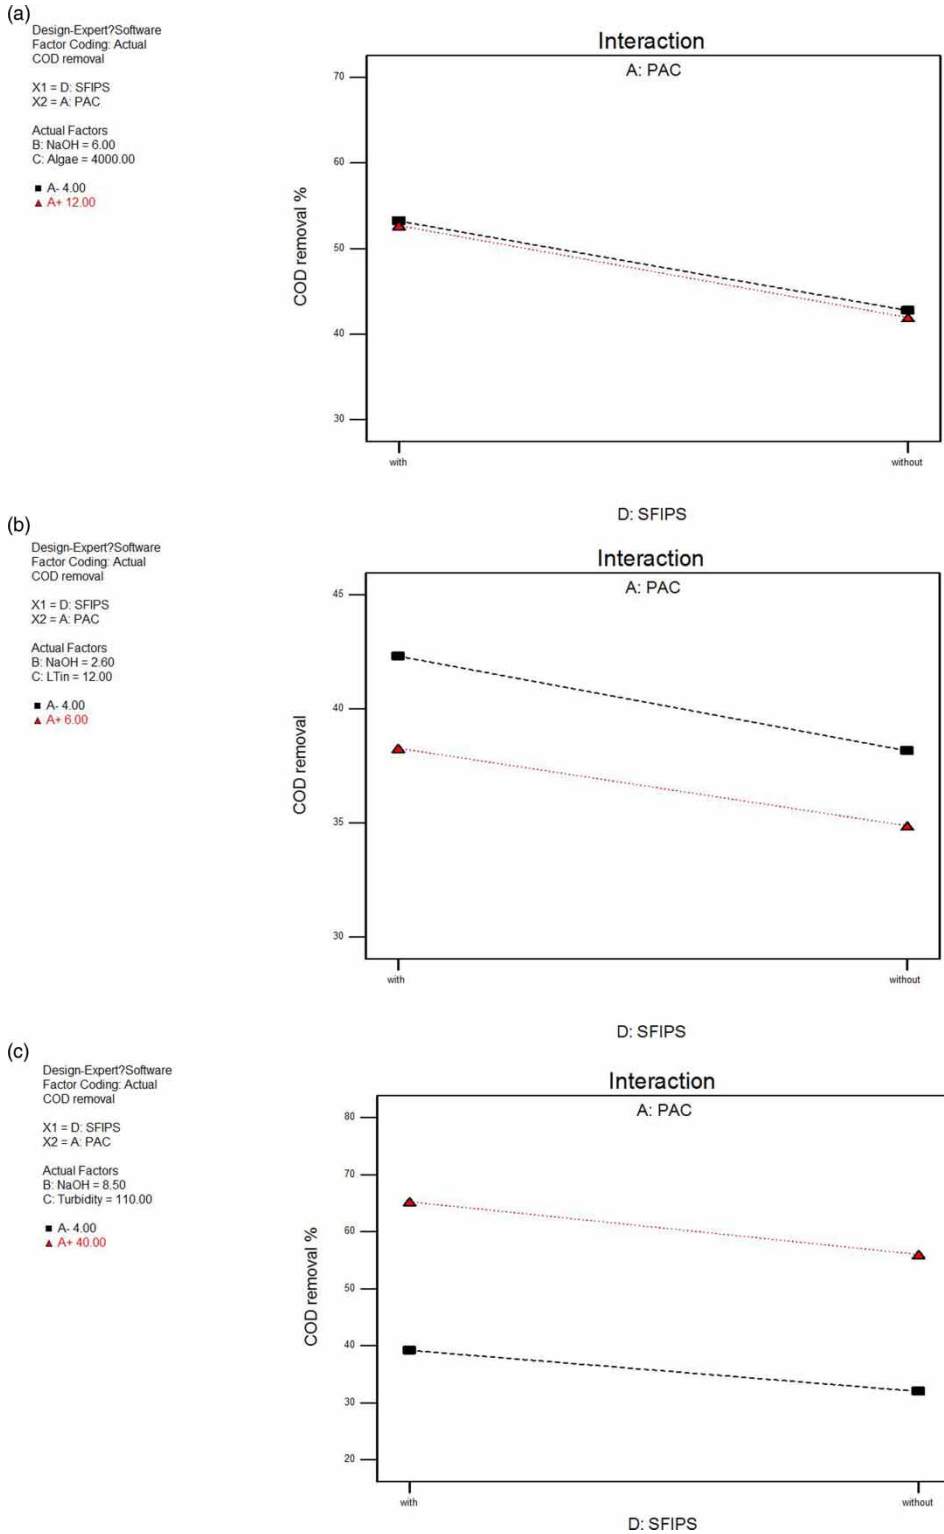 (a)
Design-Expert?Software
Factor Coding: Actual
COD removal
X1 = D: SFIPS
X2 = A: PAC
Actual Factors
B: NaOH = 6.00
C: Algae = 4000.00
A- 4.00
A+ 12.00
Interaction
A: PAC
COD removal %
70
60
50
40
30
with
without
D: SFIPS
(b)
Design-Expert?Software
Factor Coding: Actual
COD removal
X1 = D: SFIPS
X2 = A: PAC
Actual Factors
B: NaOH = 2.60
C: LTin = 12.00
A- 4.00
A+ 6.00
Interaction
A: PAC
COD removal
45
40
35
30
with
without
D: SFIPS
(c)
Design-Expert?Software
Factor Coding: Actual
COD removal
X1 = D: SFIPS
X2 = A: PAC
Actual Factors
B: NaOH = 8.50
C: Turbidity = 110.00
A- 4.00
A+ 40.00
Interaction
A: PAC
COD removal %
80
70
60
50
40
30
20
with
without
D: SFIPS